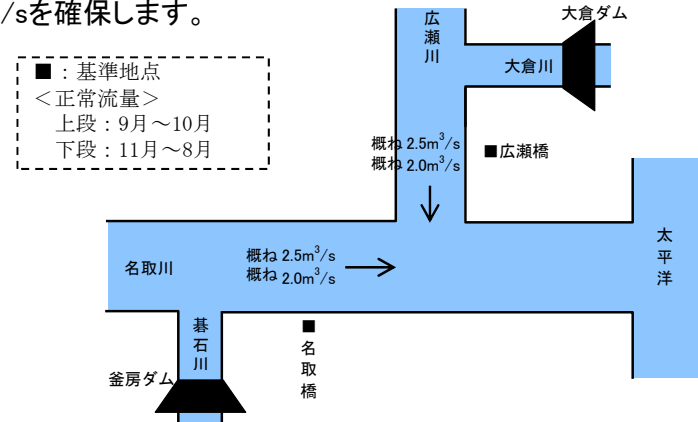 /sを確保します。
■：基準地点
＜正常流量＞
上段：9月～10月
下段：11月～8月
広瀬川
大倉ダム
大倉川
概ね 2.5m³/s
概ね 2.0m³/s
■広瀬橋
太平洋
名取川
概ね 2.5m³/s
概ね 2.0m³/s
碁石川
■名取橋
釜房ダム